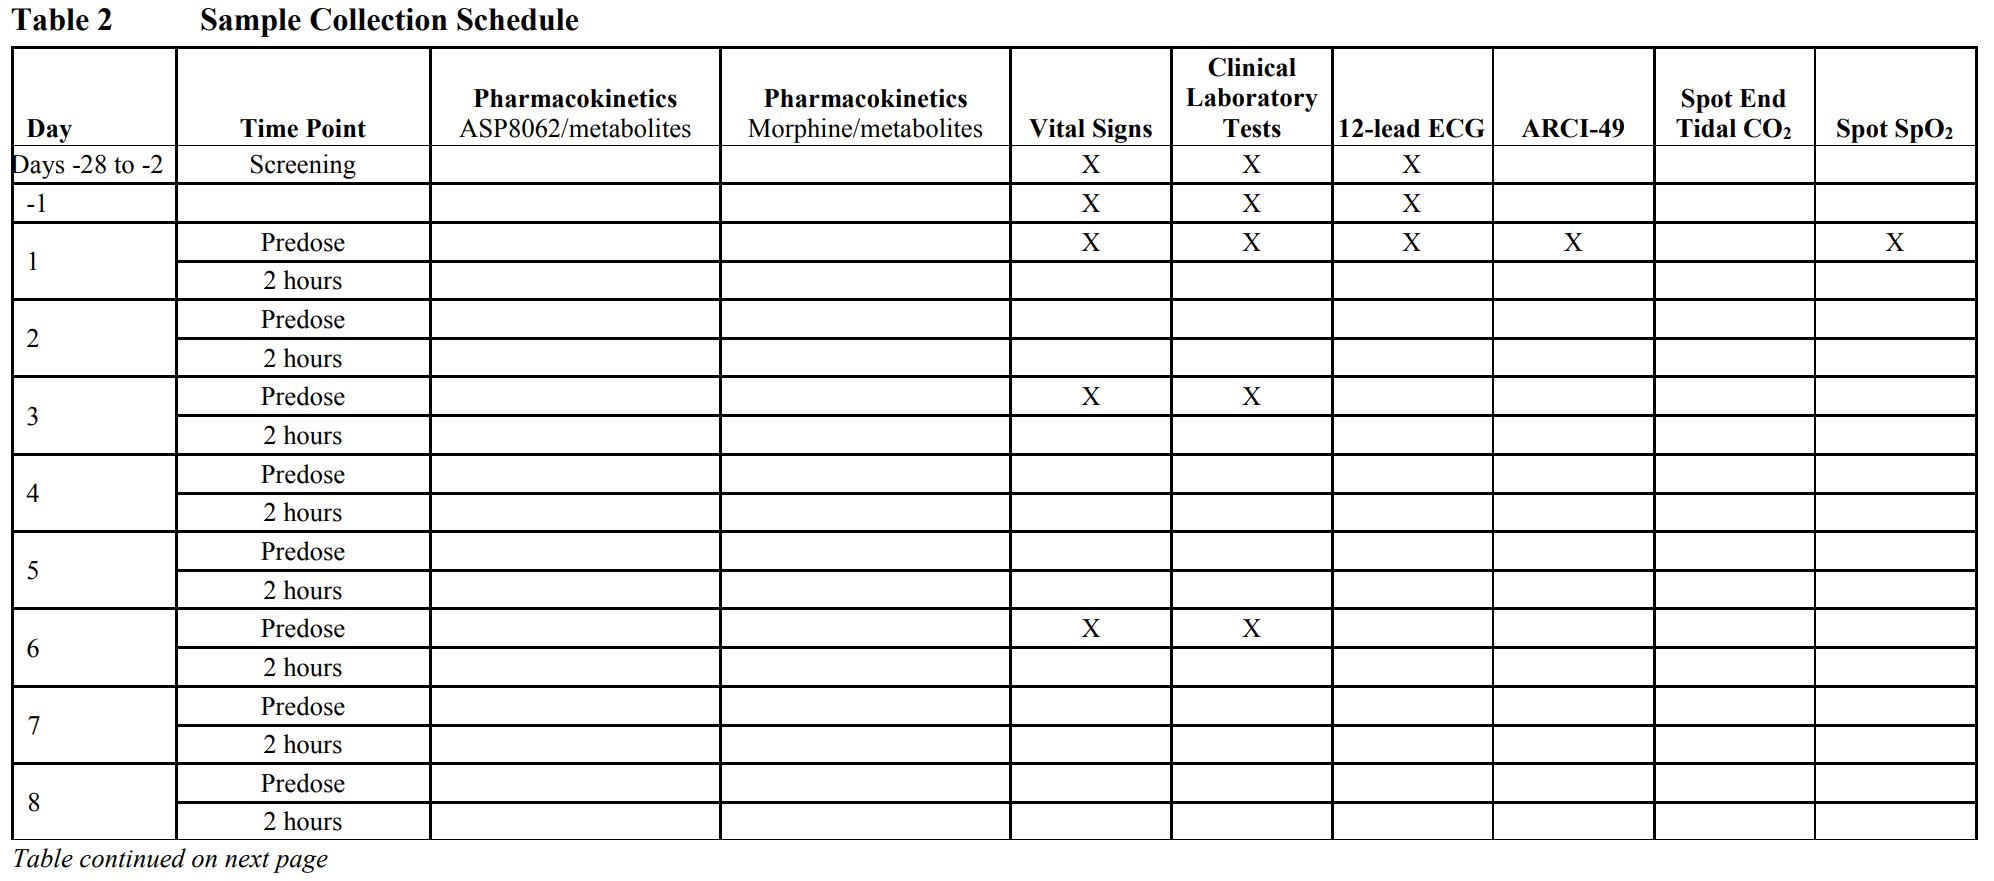 Table 2 Sample Collection Schedule
Day Time Point Pharmacokinetics ASP8062/metabolites Pharmacokinetics Morphine/metabolites Vital Signs Clinical Laboratory Tests 12-lead ECG ARCI-49 Spot End Tidal CO₂ Spot SpO₂
Days -28 to -2 Screening X X X
-1 X X X
1 Predose X X X X X
2 hours
2 Predose
2 hours
3 Predose X X
2 hours
4 Predose
2 hours
5 Predose
2 hours
6 Predose X X
2 hours
7 Predose
2 hours
8 Predose
2 hours
Table continued on next page